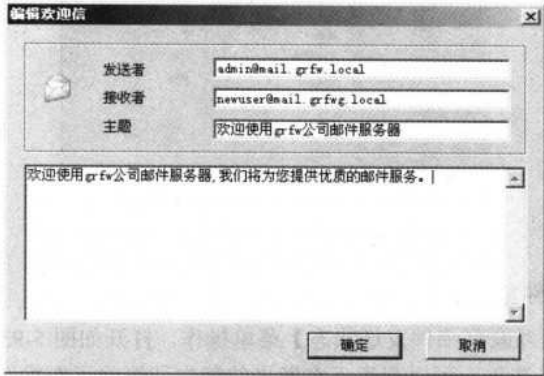 编辑欢迎信
发送者 admin@mail.grfw.local
接收者 newuser@mail.grfwg.local
主题 欢迎使用grfw公司邮件服务器
欢迎使用grfw公司邮件服务器,我们将为您提供优质的邮件服务。
确定 取消